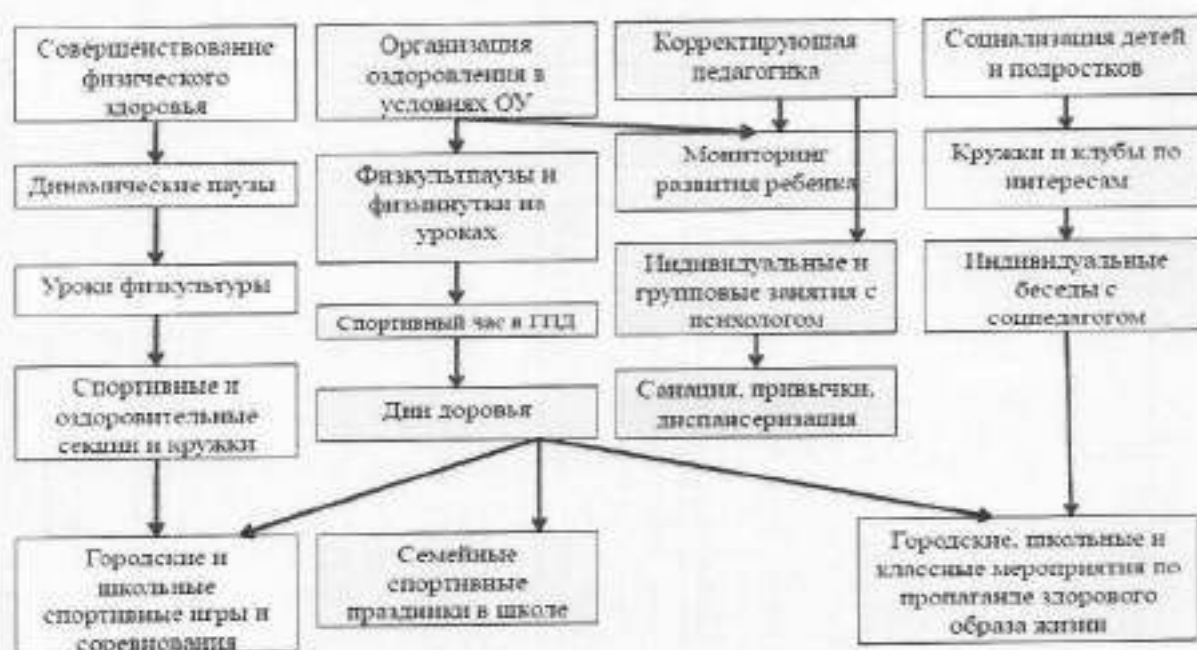 Совершенствование
физического
здоровья
Организация
оздоровления в
условиях ОУ
Корректирующая
педагогика
Социализация детей
и подростков
Динамические паузы
Физкультпаузы и
физминутки на
уроках
Мониторинг
развития ребенка
Кружки и клубы по
интересам
Уроки физкультуры
Спортивный час в ГПД
Индивидуальные и
групповые занятия с
психологом
Индивидуальные
беседы с
соцпедагогом
Спортивные и
оздоровительные
секции и кружки
Дни доровья
Санация, привычки,
диспансеризация
Городские и
школьные
спортивные игры и
соревнования
Семейные
спортивные
праздники в школе
Городские, школьные и
классные мероприятия по
пропаганде здорового
образа жизни